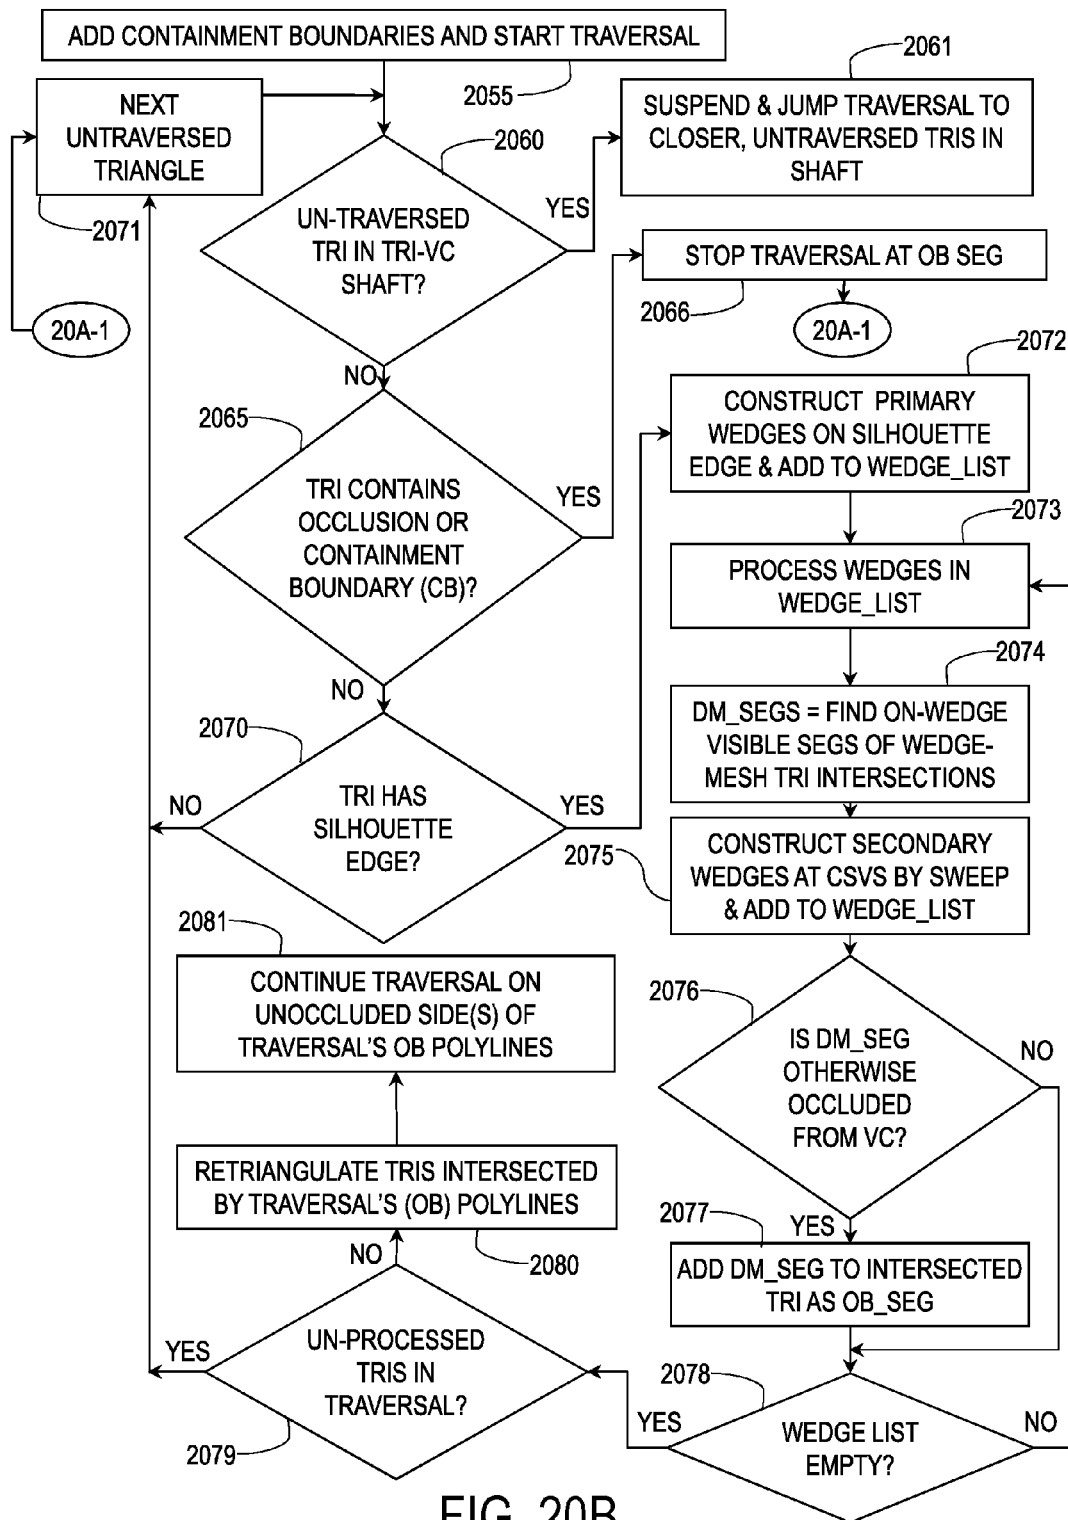 ADD CONTAINMENT BOUNDARIES AND START TRAVERSAL
2055
2061
NEXT
UNTRAVERSED
TRIANGLE
2071
SUSPEND & JUMP TRAVERSAL TO
CLOSER, UNTRAVERSED TRIS IN
SHAFT
2060
UN-TRAVERSED
TRI IN TRI-VC
SHAFT?
YES
NO
STOP TRAVERSAL AT OB SEG
2066
20A-1
20A-1
2072
CONSTRUCT PRIMARY
WEDGES ON SILHOUETTE
EDGE & ADD TO WEDGE_LIST
2065
TRI CONTAINS
OCCLUSION OR
CONTAINMENT
BOUNDARY (CB)?
YES
NO
2073
PROCESS WEDGES IN
WEDGE_LIST
2074
DM_SEGS = FIND ON-WEDGE
VISIBLE SEGS OF WEDGE-
MESH TRI INTERSECTIONS
2070
TRI HAS
SILHOUETTE
EDGE?
NO
YES
2075
CONSTRUCT SECONDARY
WEDGES AT CSVS BY SWEEP
& ADD TO WEDGE_LIST
2081
CONTINUE TRAVERSAL ON
UNOCCLUDED SIDE(S) OF
TRAVERSAL'S OB POLYLINES
2076
IS DM_SEG
OTHERWISE
OCCLUDED
FROM VC?
NO
YES
RETRIANGULATE TRIS INTERSECTED
BY TRAVERSAL'S (OB) POLYLINES
2080
2077
ADD DM_SEG TO INTERSECTED
TRI AS OB_SEG
NO
UN-PROCESSED
TRIS IN
TRAVERSAL?
YES
2079
2078
WEDGE LIST
EMPTY?
YES
NO
FIG. 20B